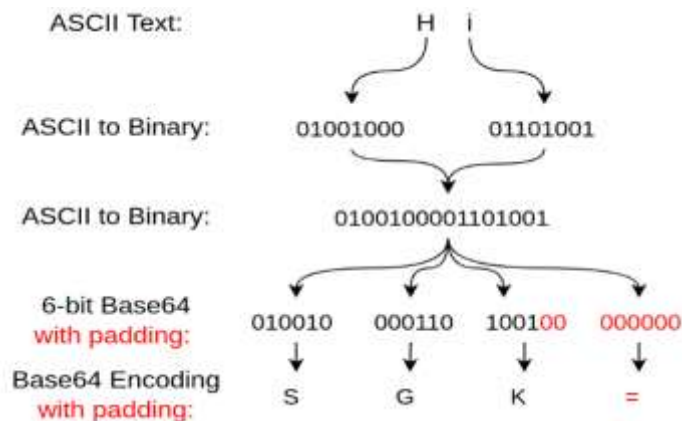 ASCII Text: H i
ASCII to Binary: 01001000 01101001
ASCII to Binary: 0100100001101001
6-bit Base64
with padding: 010010 000110 100100 000000
Base64 Encoding
with padding: S G K =